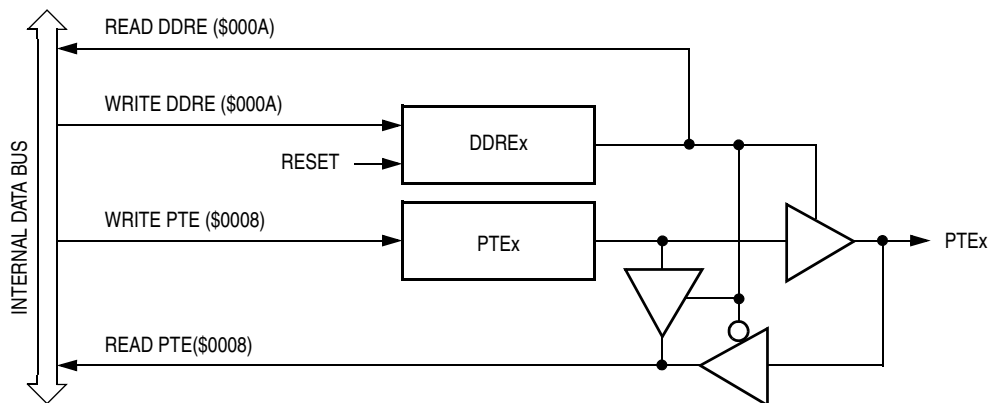 READ DDRE ($000A)
WRITE DDRE ($000A)
DDREx
RESET
WRITE PTE ($0008)
PTEx
PTEx
READ PTE($0008)
INTERNAL DATA BUS